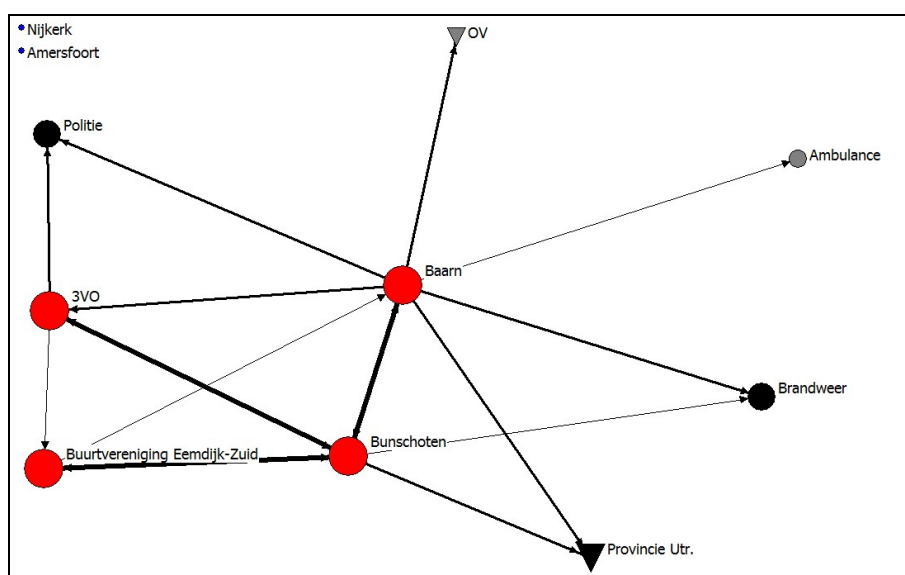 Nijkerk
OV
Amersfoort
Politie
Ambulance
Baarn
3VO
Brandweer
Bunschoten
Buurtvereniging Eemdijk-Zuid
Provincie Utr.